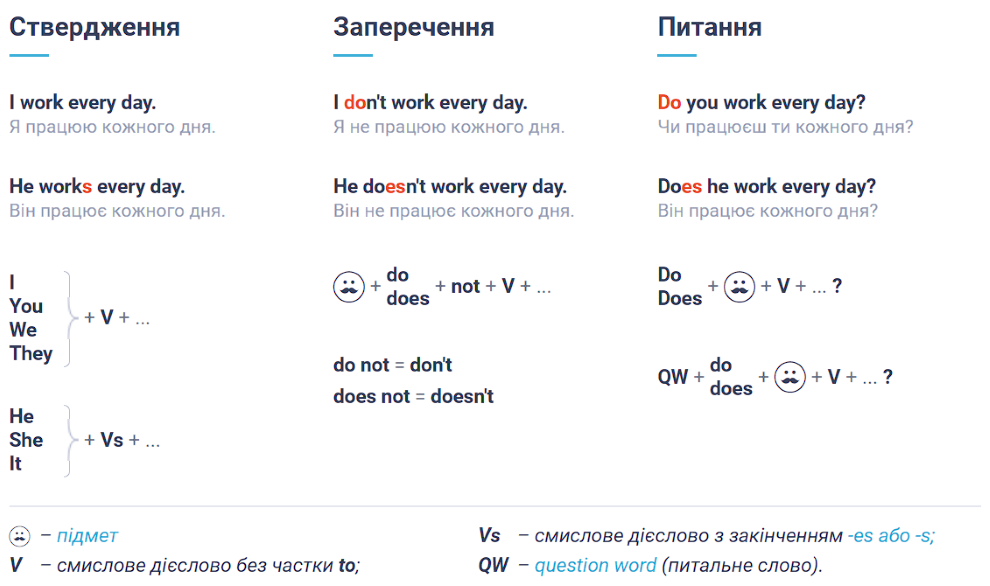 Ствердження
I work every day.
Я працюю кожного дня.
He works every day.
Він працює кожного дня.
I
You
We
They
+ V + ...
He
She
It
+ Vs + ...
Заперечення
I don't work every day.
Я не працюю кожного дня.
He doesn't work every day.
Він не працює кожного дня.
+ do does + not + V + ...
do not = don't
does not = doesn't
Питання
Do you work every day?
Чи працюєш ти кожного дня?
Does he work every day?
Він працює кожного дня?
Do Does + + V + ... ?
QW + do does + + V + ... ?
– підмет
V – смислове дієслово без частки to;
Vs – смислове дієслово з закінченням -es або -s;
QW – question word (питальне слово).